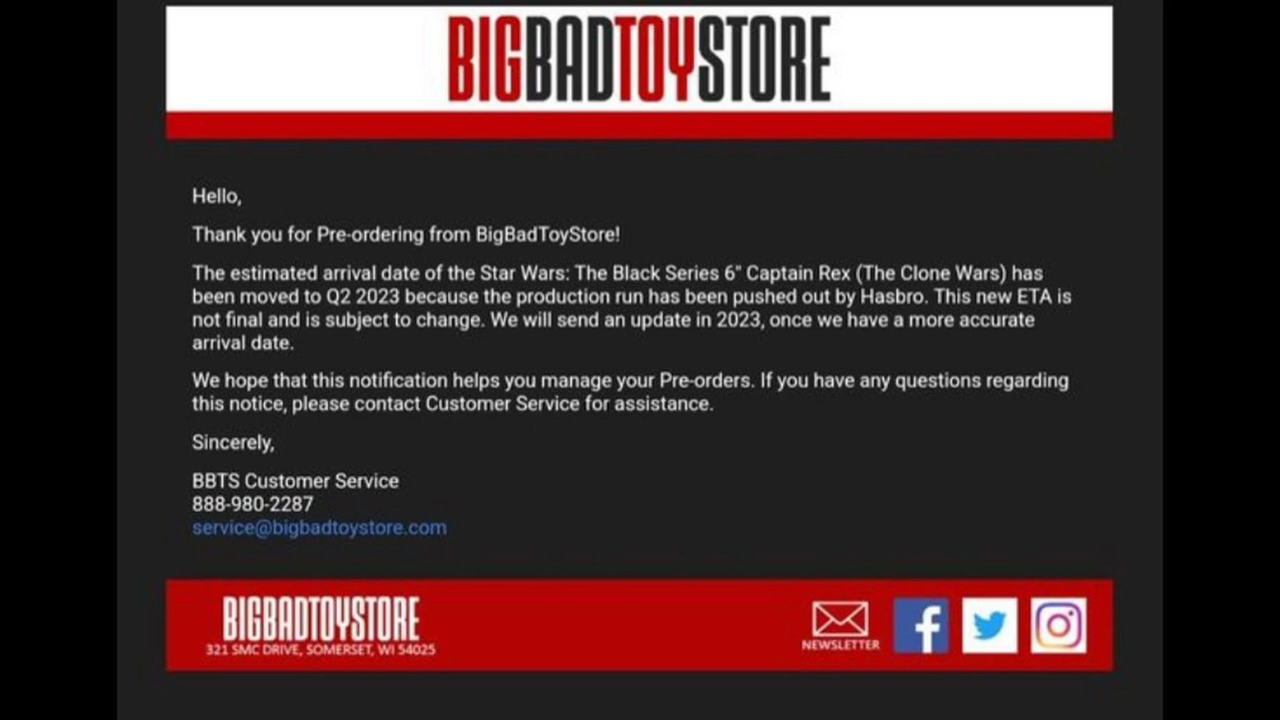 BIGBADTOYSTORE
Hello,
Thank you for Pre-ordering from BigBadToyStore!
The estimated arrival date of the Star Wars: The Black Series 6" Captain Rex (The Clone Wars) has
been moved to Q2 2023 because the production run has been pushed out by Hasbro. This new ETA is
not final and is subject to change. We will send an update in 2023, once we have a more accurate
arrival date.
We hope that this notification helps you manage your Pre-orders. If you have any questions regarding
this notice, please contact Customer Service for assistance.
Sincerely,
BBTS Customer Service
888-980-2287
service@bigbadtoystore.com
BIGBADTOYSTORE
321 SMC DRIVE, SOMERSET, WI 54025
NEWSLETTER